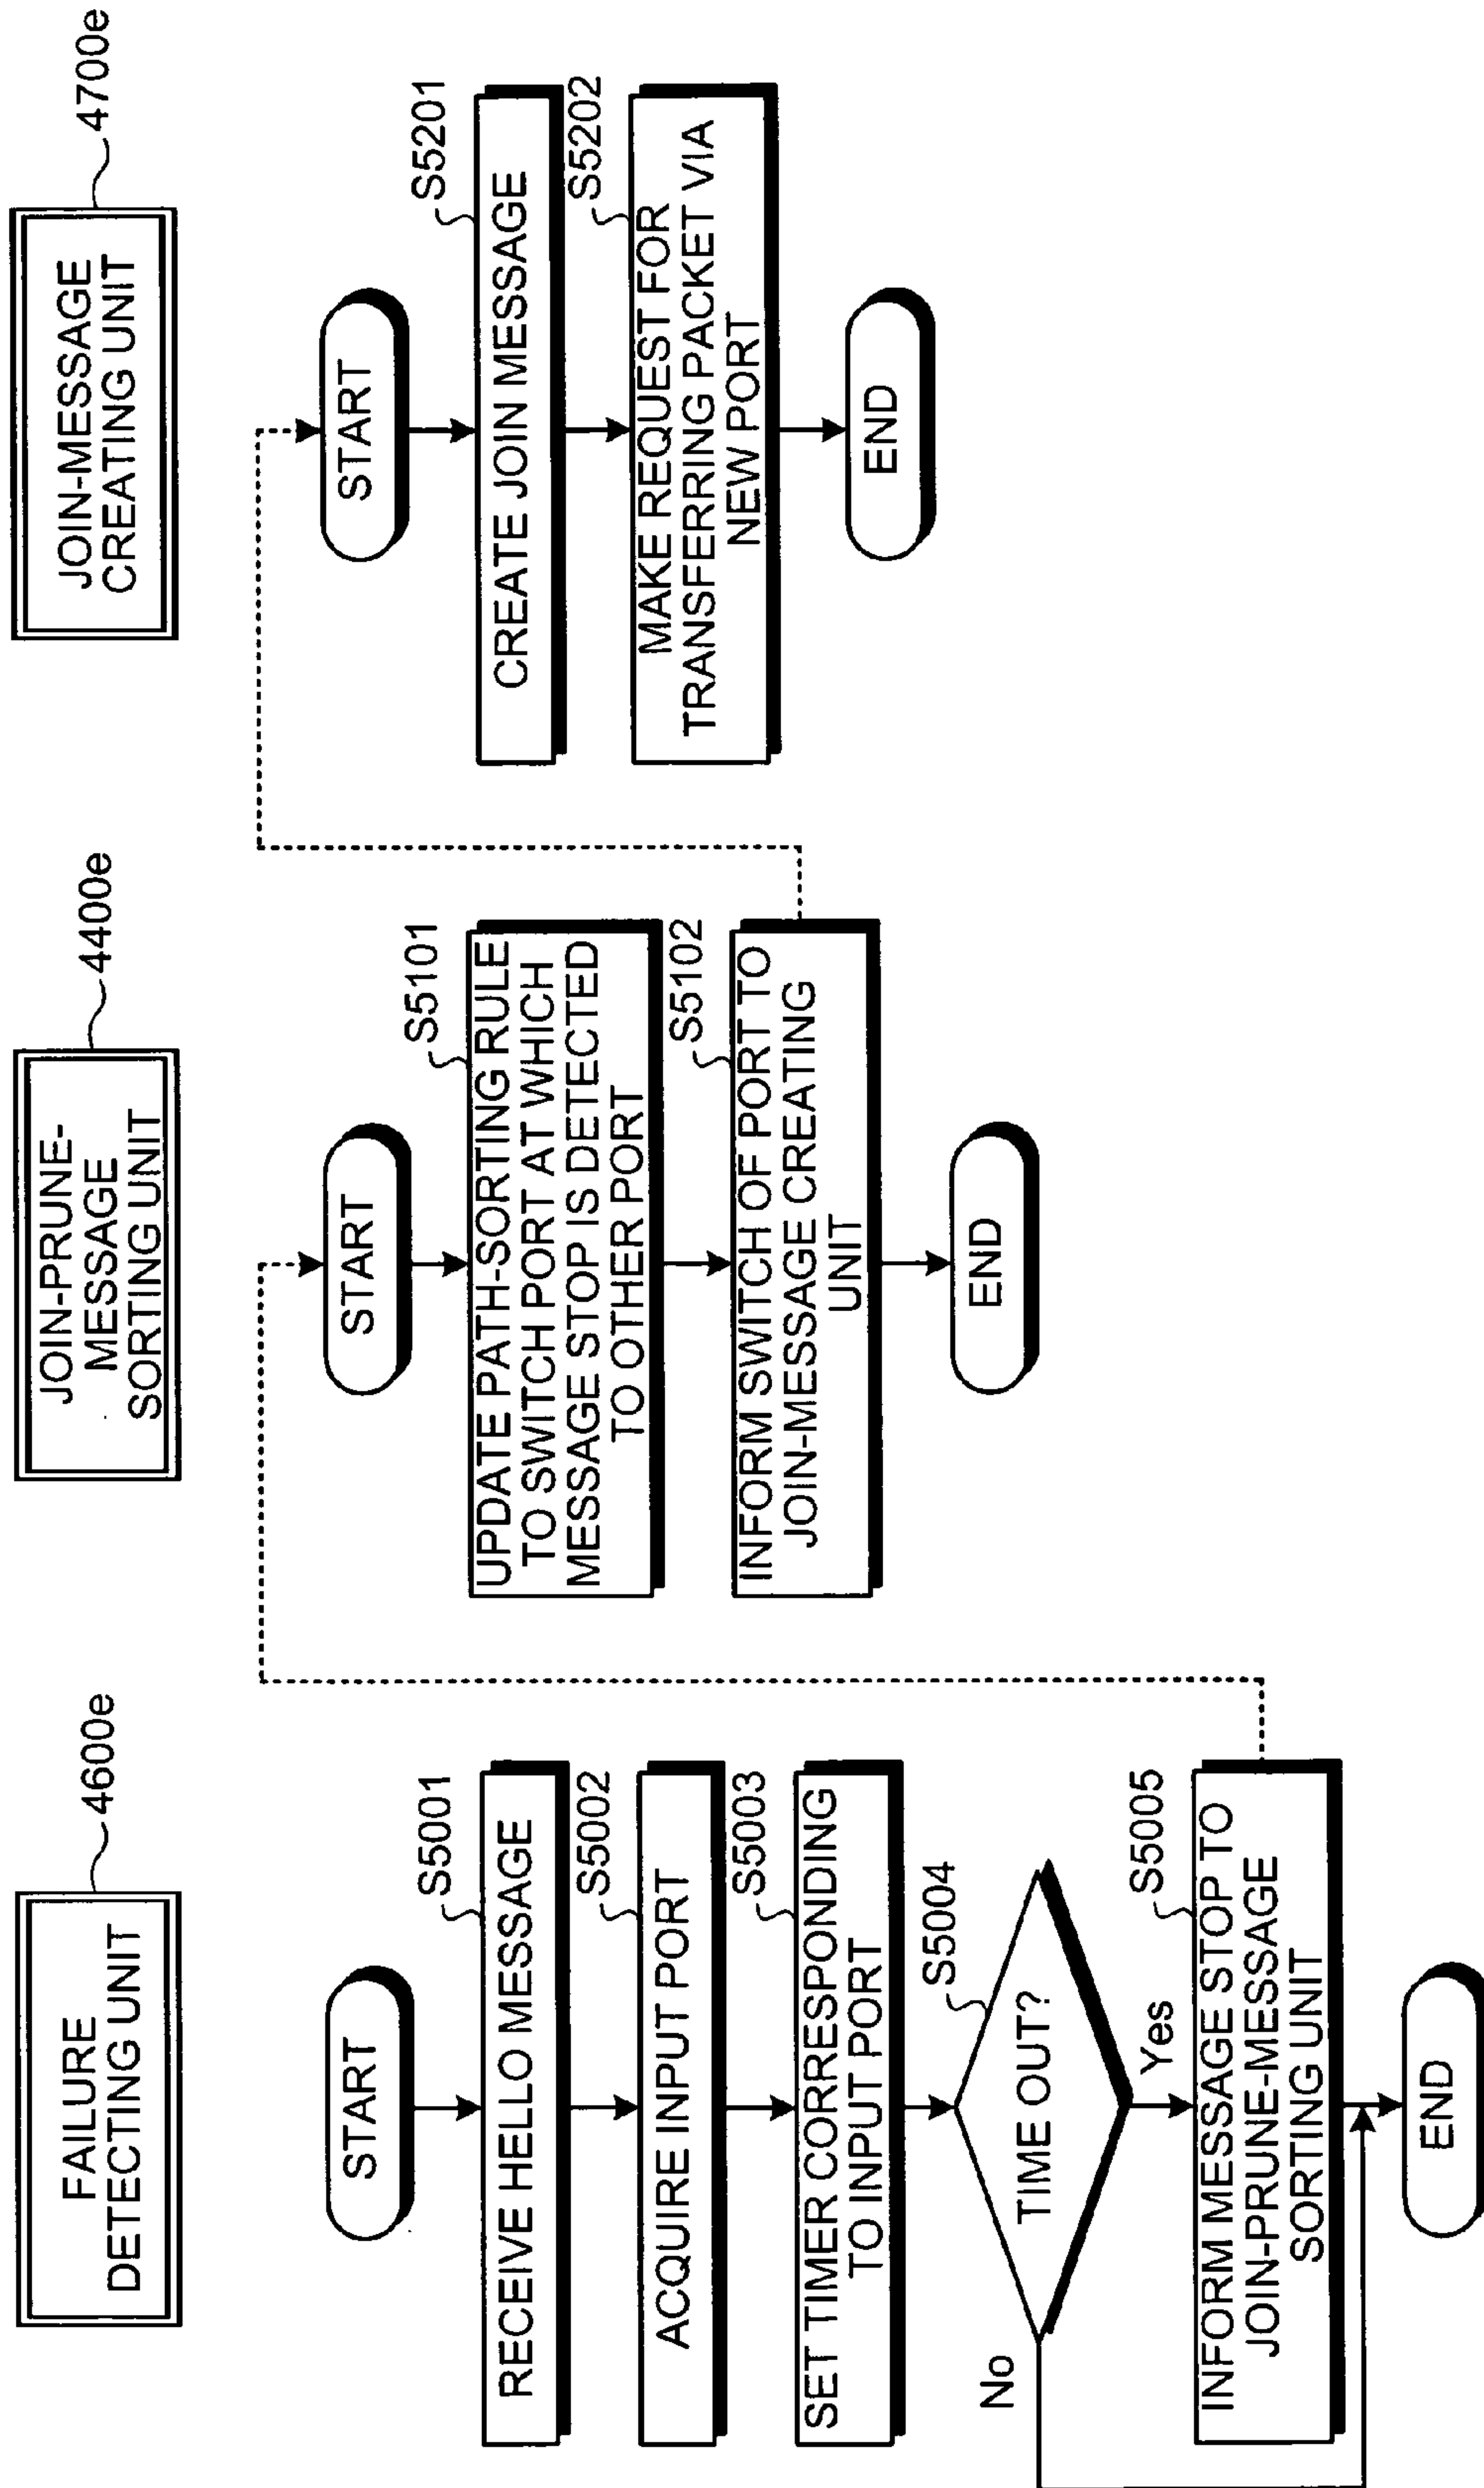 FAILURE
DETECTING UNIT
4600e
START
S5001
RECEIVE HELLO MESSAGE
S5002
ACQUIRE INPUT PORT
S5003
SET TIMER CORRESPONDING
TO INPUT PORT
S5004
TIME OUT?
No
Yes
S5005
INFORM MESSAGE STOP TO
JOIN-PRUNE-MESSAGE
SORTING UNIT
END
JOIN-PRUNE-
MESSAGE
SORTING UNIT
4400e
START
S5101
UPDATE PATH-SORTING RULE
TO SWITCH PORT AT WHICH
MESSAGE STOP IS DETECTED
TO OTHER PORT
S5102
INFORM SWITCH OF PORT TO
JOIN-MESSAGE CREATING
UNIT
END
JOIN-MESSAGE
CREATING UNIT
4700e
START
S5201
CREATE JOIN MESSAGE
S5202
MAKE REQUEST FOR
TRANSFERRING PACKET VIA
NEW PORT
END